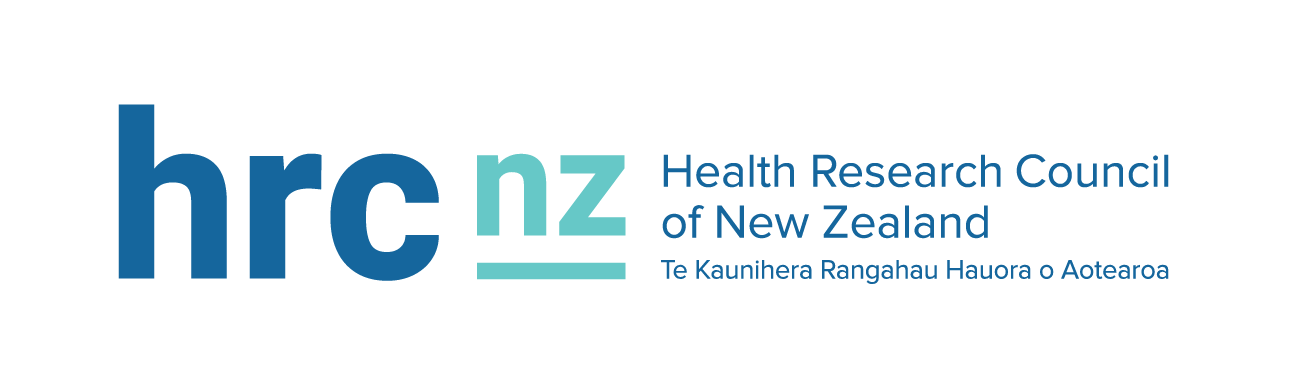 hrc nz
Health Research Council
of New Zealand
Te Kaunihera Rangahau Hauora o Aotearoa